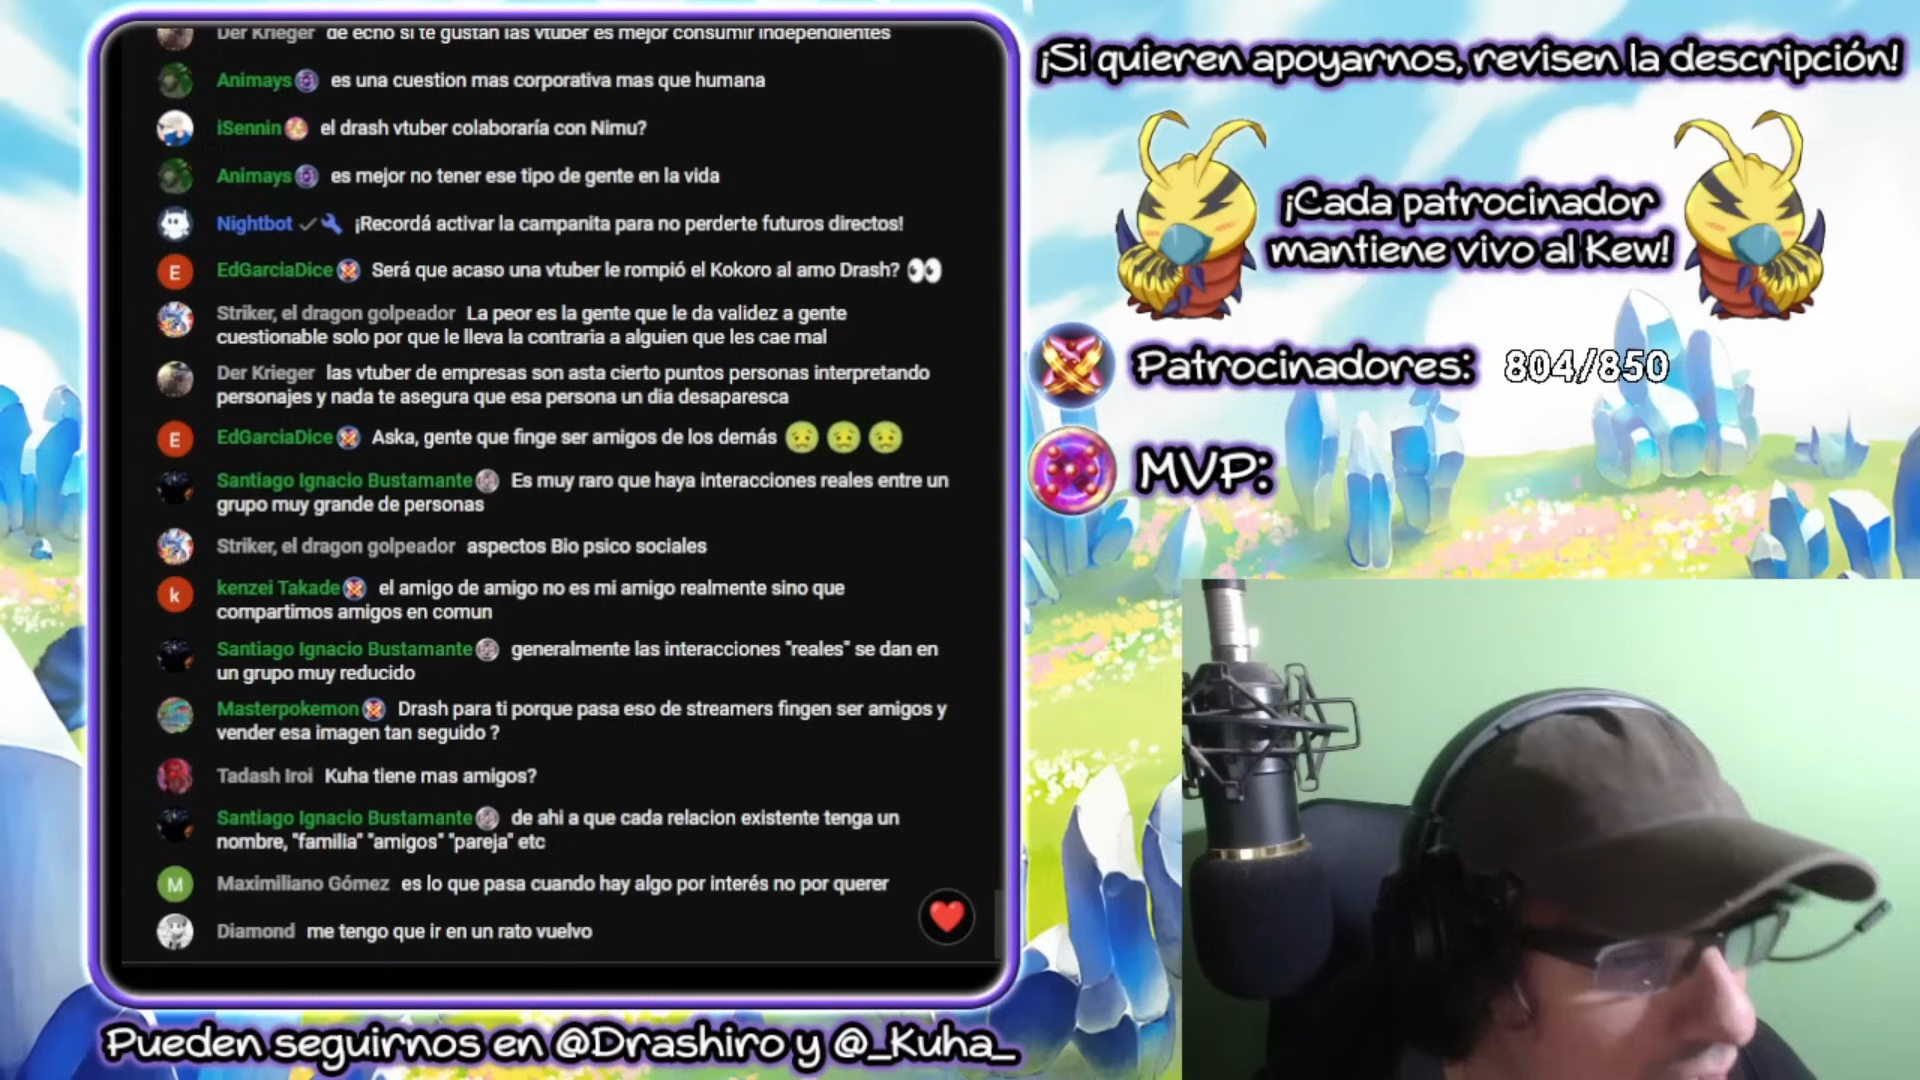 Der Krieger de echo si te gustan las vtuber es mejor consumir independientes
Animays es una cuestion mas corporativa mas que humana
iSennin el drash vtuber colaboraría con Nimu?
Animays es mejor no tener ese tipo de gente en la vida
Nightbot ¡Recordá activar la campanita para no perderte futuros directos!
E
EdGarciaDice Será que acaso una vtuber le rompió el Kokoro al amo Drash? 👀
Striker, el dragon golpeador La peor es la gente que le da validez a gente
cuestionable solo por que le lleva la contraria a alguien que les cae mal
Der Krieger las vtuber de empresas son asta cierto puntos personas interpretando
personajes y nada te asegura que esa persona un dia desaparesca
E
EdGarciaDice Aska, gente que finge ser amigos de los demás 🤢 🤢 🤢
Santiago Ignacio Bustamante Es muy raro que haya interacciones reales entre un
grupo muy grande de personas
Striker, el dragon golpeador aspectos Bio psico sociales
k
kenzei Takade el amigo de amigo no es mi amigo realmente sino que
compartimos amigos en comun
Santiago Ignacio Bustamante generalmente las interacciones "reales" se dan en
un grupo muy reducido
Masterpokemon Drash para ti porque pasa eso de streamers fingen ser amigos y
vender esa imagen tan seguido ?
Tadash Iroi Kuha tiene mas amigos?
Santiago Ignacio Bustamante de ahi a que cada relacion existente tenga un
nombre, "familia" "amigos" "pareja" etc
M
Maximiliano Gómez es lo que pasa cuando hay algo por interés no por querer
Diamond me tengo que ir en un rato vuelvo
Pueden seguirnos en @Drashiro y @_Kuha_
¡Si quieren apoyarnos, revisen la descripción!
¡Cada patrocinador
mantiene vivo al Kew!
Patrocinadores: 804/850
MVP: